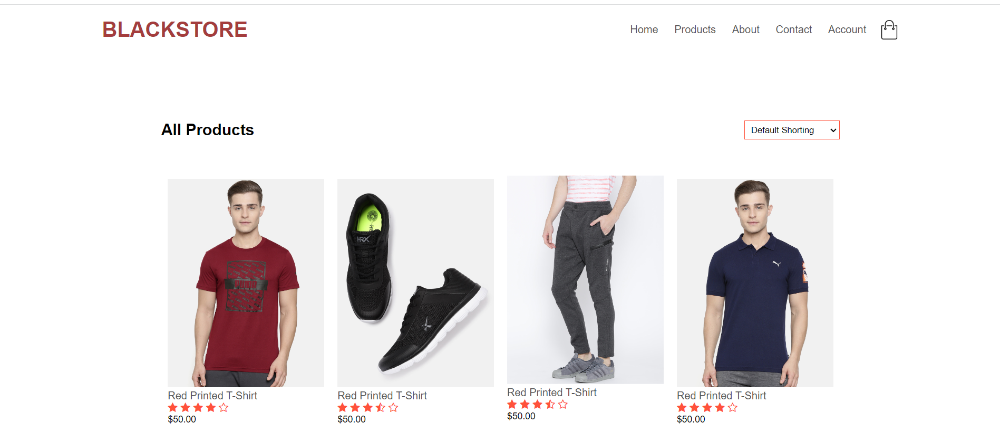 BLACKSTORE
Home Products About Contact Account
All Products
Default Shorting
HRX
HRX
PUMA
Red Printed T-Shirt
$50.00
Red Printed T-Shirt
$50.00
Red Printed T-Shirt
$50.00
Red Printed T-Shirt
$50.00